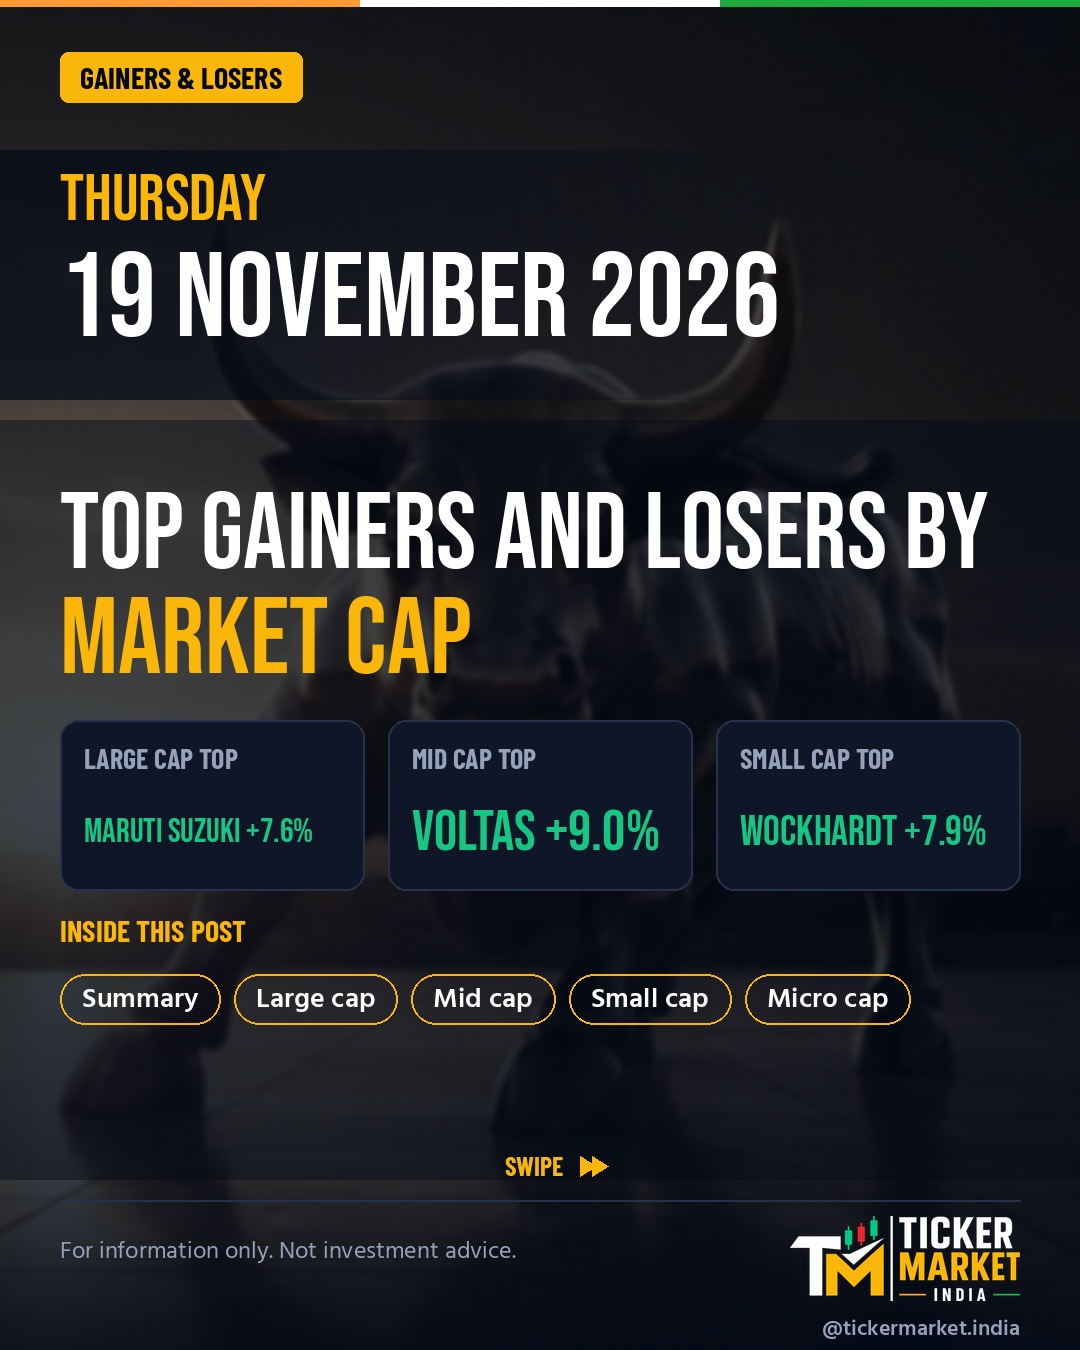 GAINERS & LOSERS
THURSDAY
19 NOVEMBER 2026
TOP GAINERS AND LOSERS BY
MARKET CAP
LARGE CAP TOP
MARUTI SUZUKI +7.6%
MID CAP TOP
VOLTAS +9.0%
SMALL CAP TOP
WOCKHARDT +7.9%
INSIDE THIS POST
Summary
Large cap
Mid cap
Small cap
Micro cap
SWIPE
For information only. Not investment advice.
TM
TICKER
MARKET
INDIA
@tickermarket.india